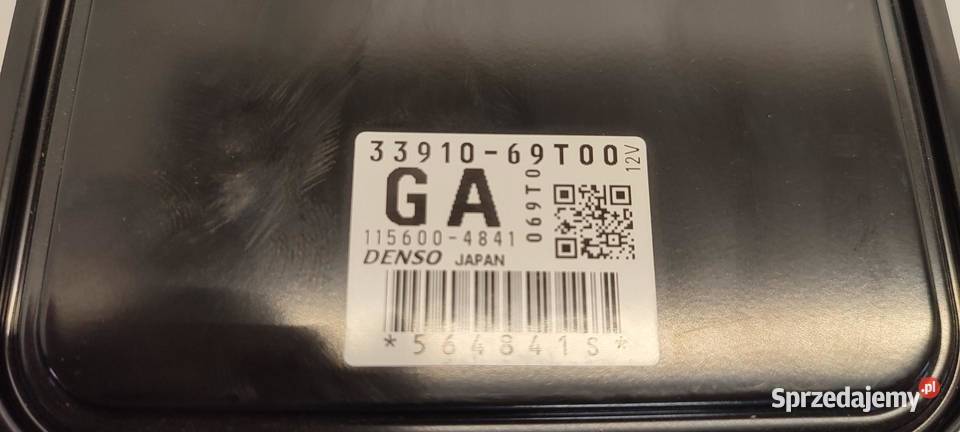 33910-69T00 12V
GA
069T0
115600-4841
DENSO JAPAN
*564841S*
Sprzedajemy.pl